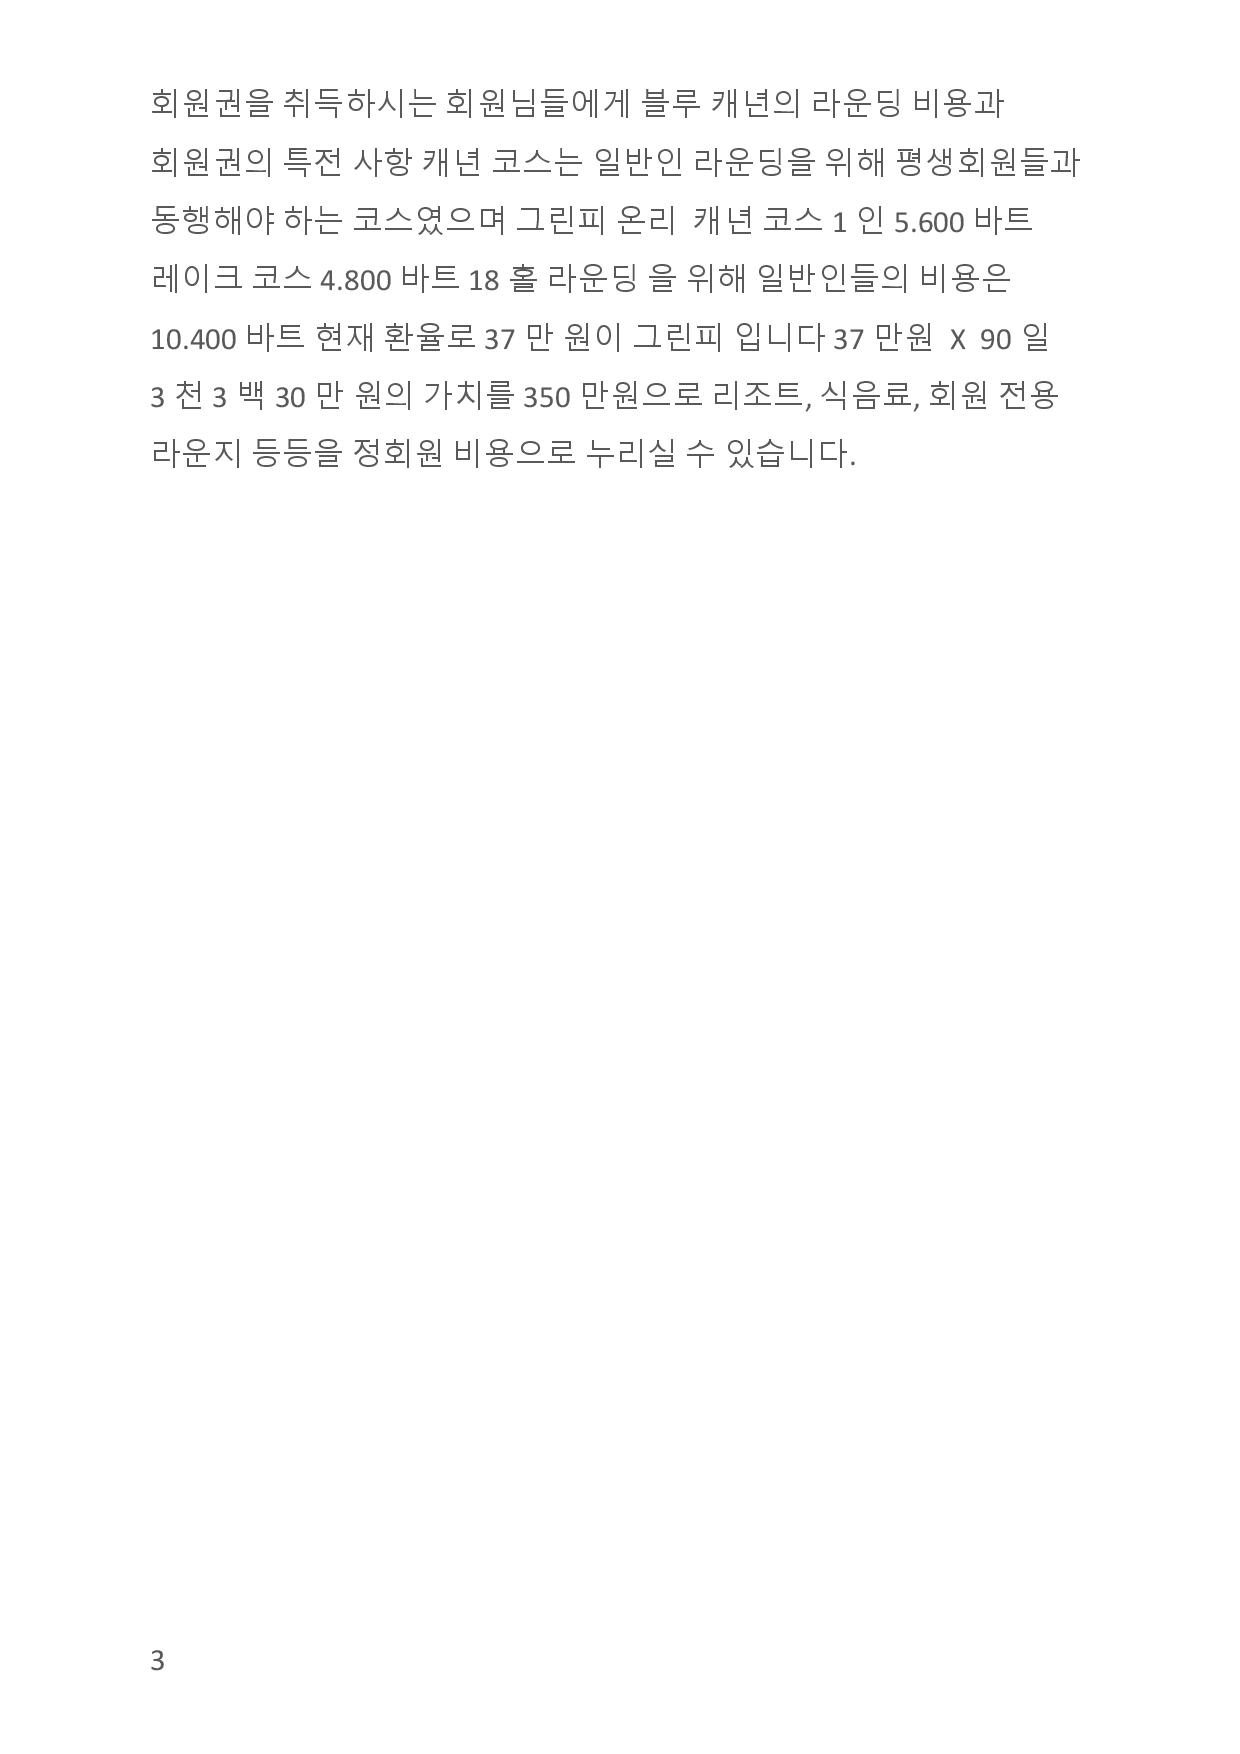 회원권을 취득하시는 회원님들에게 블루 캐년의 라운딩 비용과
회원권의 특전 사항 캐년 코스는 일반인 라운딩을 위해 평생회원들과
동행해야 하는 코스였으며 그린피 온리 캐년 코스 1 인 5.600 바트
레이크 코스 4.800 바트 18 홀 라운딩 을 위해 일반인들의 비용은
10.400 바트 현재 환율로 37 만 원이 그린피 입니다 37 만원 X 90 일
3 천 3 백 30 만 원의 가치를 350 만원으로 리조트, 식음료, 회원 전용
라운지 등등을 정회원 비용으로 누리실 수 있습니다.
3